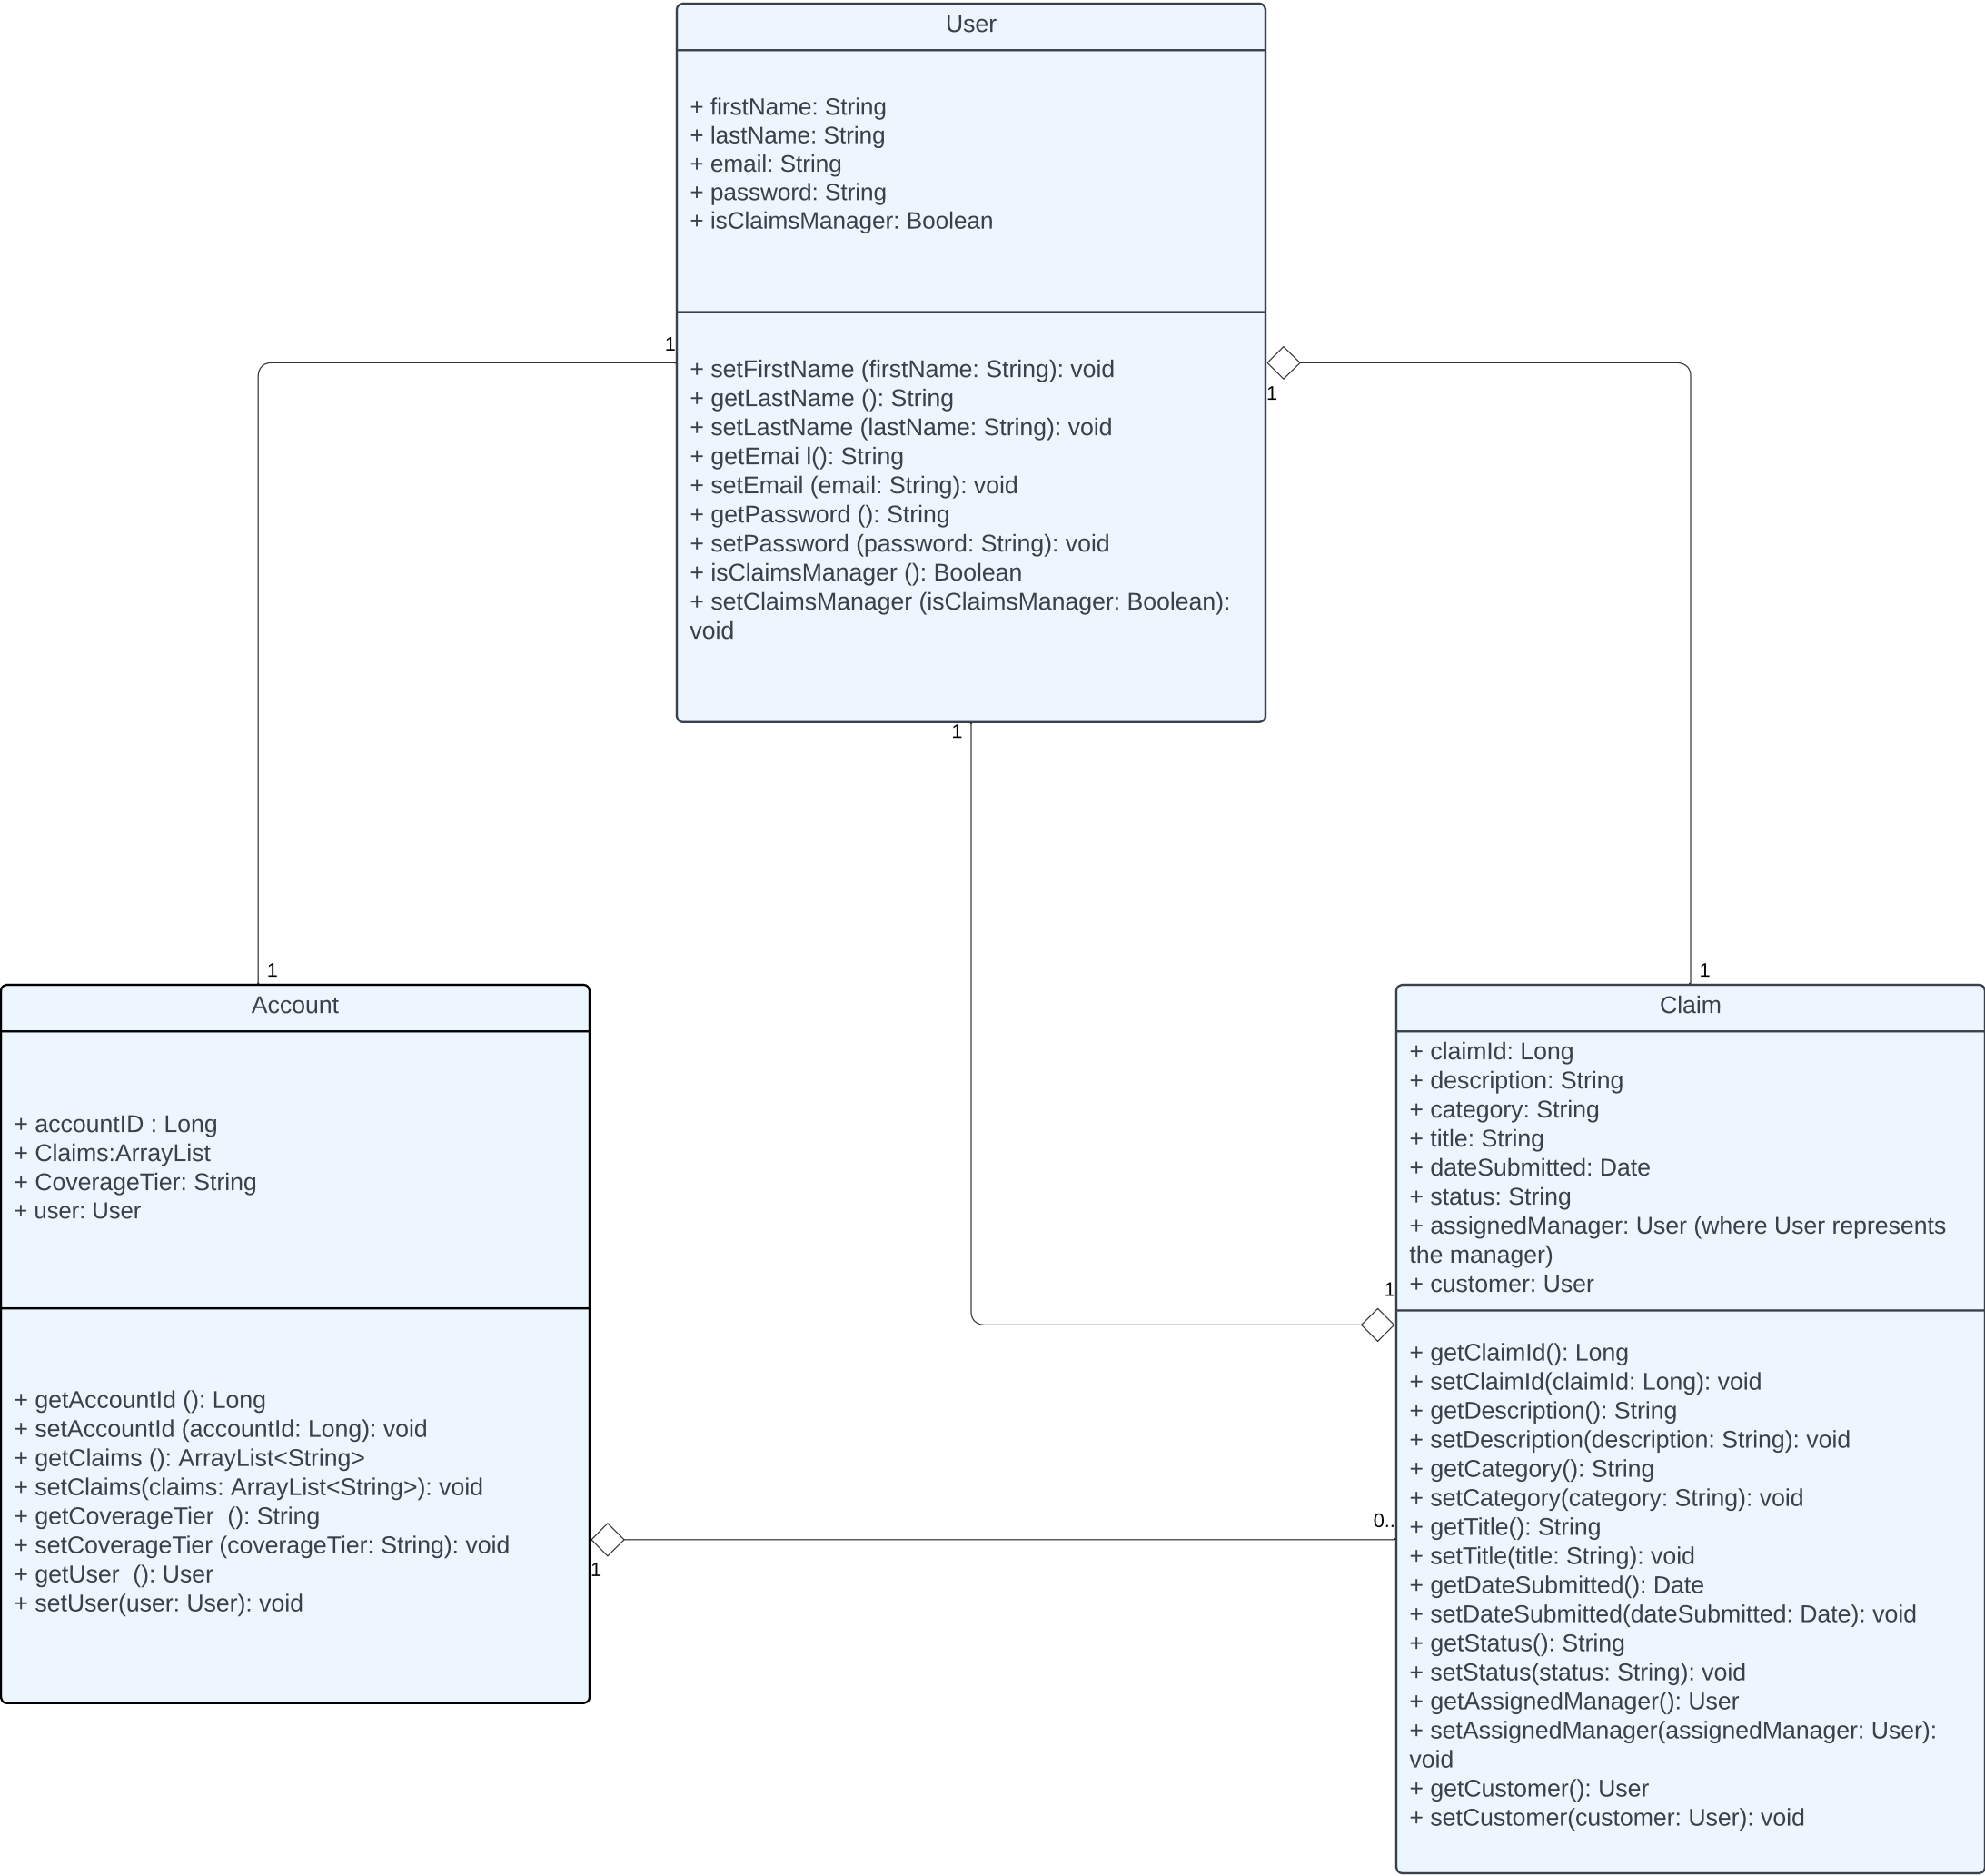 User
+ firstName: String
+ lastName: String
+ email: String
+ password: String
+ isClaimsManager: Boolean
1
+ setFirstName (firstName: String): void
+ getLastName (): String
+ setLastName (lastName: String): void
+ getEmai l(): String
+ setEmail (email: String): void
+ getPassword (): String
+ setPassword (password: String): void
+ isClaimsManager (): Boolean
+ setClaimsManager (isClaimsManager: Boolean):
void
1
1
1
Account
+ accountID : Long
+ Claims:ArrayList
+ CoverageTier: String
+ user: User
+ getAccountId (): Long
+ setAccountId (accountId: Long): void
+ getClaims (): ArrayList<String>
+ setClaims(claims: ArrayList<String>): void
+ getCoverageTier  (): String
+ setCoverageTier (coverageTier: String): void
+ getUser  (): User
+ setUser(user: User): void
1
0..
1
1
Claim
+ claimId: Long
+ description: String
+ category: String
+ title: String
+ dateSubmitted: Date
+ status: String
+ assignedManager: User (where User represents
the manager)
+ customer: User
+ getClaimId(): Long
+ setClaimId(claimId: Long): void
+ getDescription(): String
+ setDescription(description: String): void
+ getCategory(): String
+ setCategory(category: String): void
+ getTitle(): String
+ setTitle(title: String): void
+ getDateSubmitted(): Date
+ setDateSubmitted(dateSubmitted: Date): void
+ getStatus(): String
+ setStatus(status: String): void
+ getAssignedManager(): User
+ setAssignedManager(assignedManager: User):
void
+ getCustomer(): User
+ setCustomer(customer: User): void